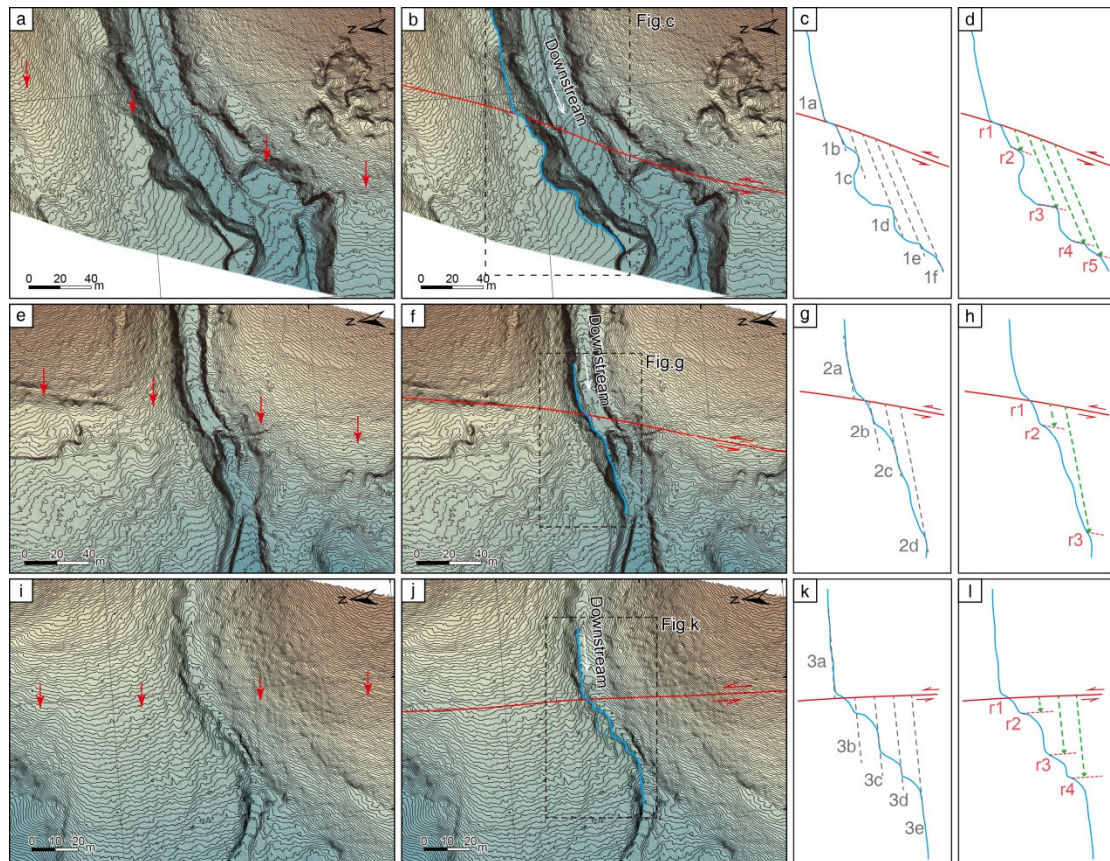 a
z
0 20 40
m
b
Fig.c
z
Downstream
0 20 40
m
c
1a
1b
1c
1d
1e
1f
d
r1
r2
r3
r4
r5
e
z
0 20 40
m
f
Fig.g
z
Downstream
0 20 40
m
g
2a
2b
2c
2d
h
r1
r2
r3
i
z
0 10 20
m
j
Fig.k
z
Downstream
0 10 20
m
k
3a
3b
3c
3d
3e
l
r1
r2
r3
r4